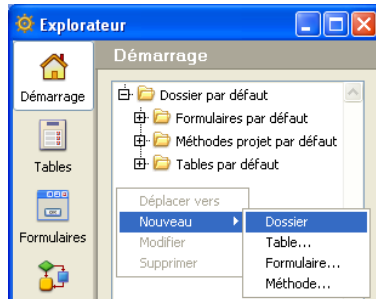 Explorateur
Démarrage
Démarrage
Tables
Formulaires
Dossier par défaut
Formulaires par défaut
Méthodes projet par défaut
Tables par défaut
Déplacer vers
Nouveau
Modifier
Supprimer
Dossier
Table...
Formulaire...
Méthode...